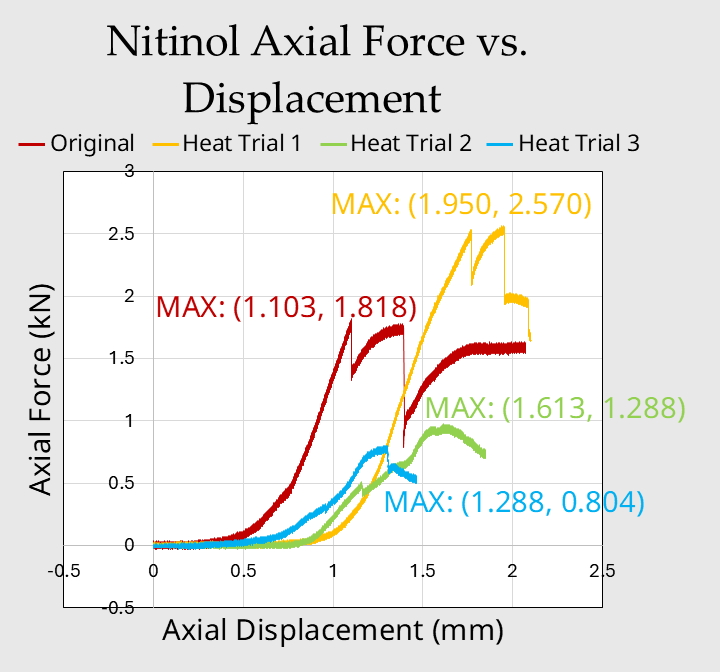 Nitinol Axial Force vs.
Displacement
Original Heat Trial 1 Heat Trial 2 Heat Trial 3
3
MAX: (1.950, 2.570)
2.5
2
MAX: (1.103, 1.818)
1.5
MAX: (1.613, 1.288)
1
0.5
MAX: (1.288, 0.804)
0
-0.5 0 0.5 1 1.5 2 2.5
-0.5
Axial Force (kN)
Axial Displacement (mm)